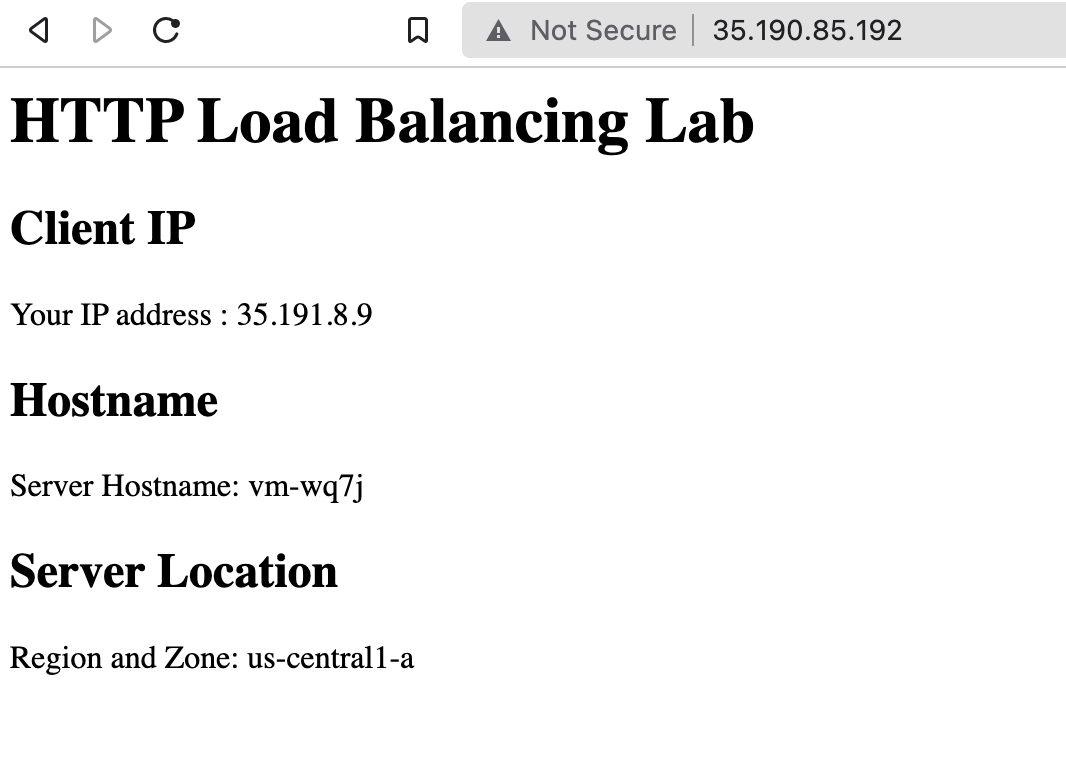 Not Secure | 35.190.85.192
HTTP Load Balancing Lab
Client IP
Your IP address : 35.191.8.9
Hostname
Server Hostname: vm-wq7j
Server Location
Region and Zone: us-central1-a